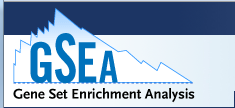 GSEA
Gene Set Enrichment Analysis